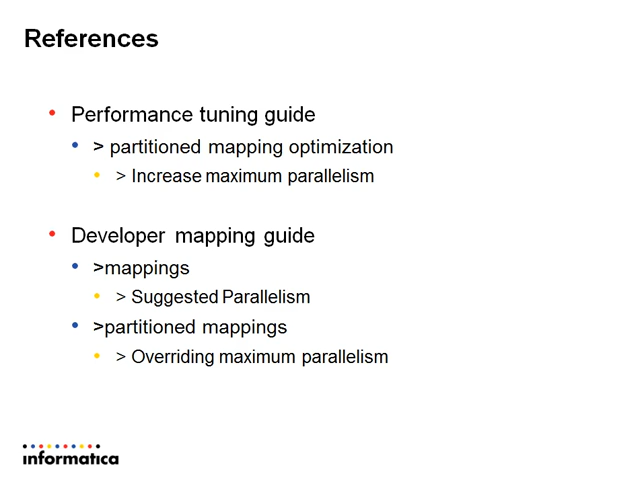 References
Performance tuning guide
> partitioned mapping optimization
> Increase maximum parallelism
Developer mapping guide
>mappings
> Suggested Parallelism
>partitioned mappings
> Overriding maximum parallelism
informatica